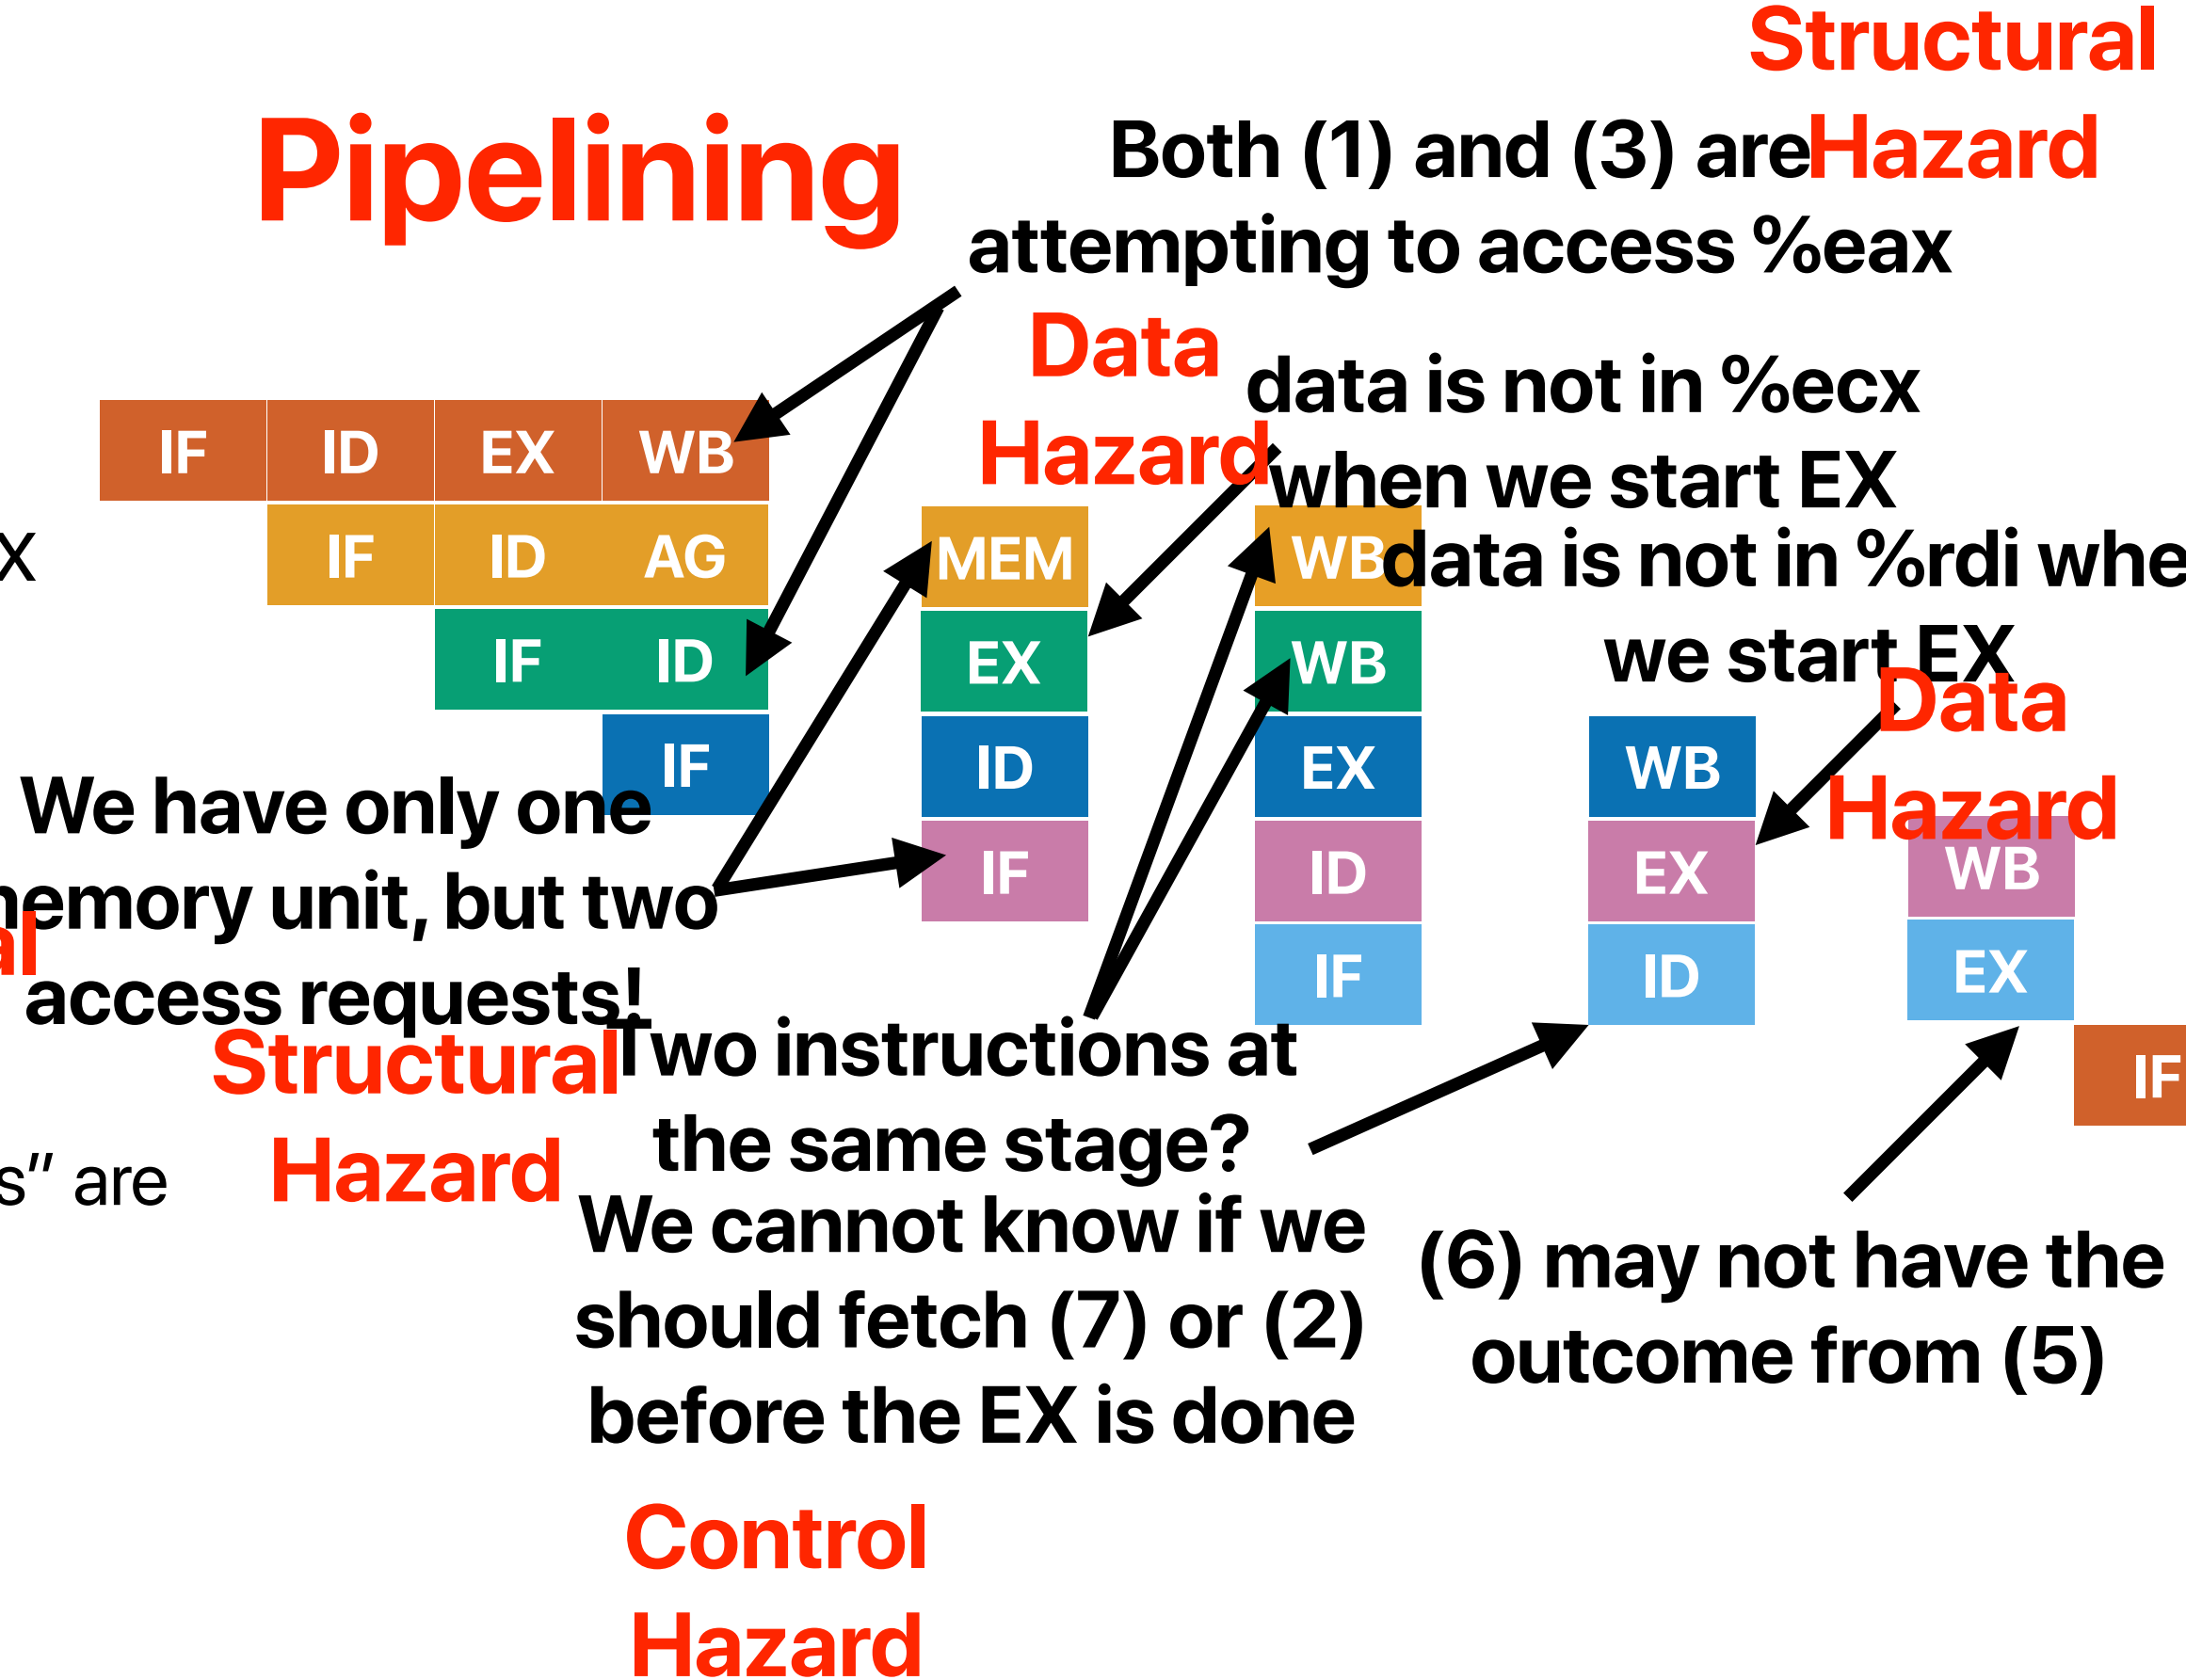 Structural
Hazard
Pipelining
Both (1) and (3) are
attempting to access %eax
Data
Hazard
data is not in %ecx
when we start EX
data is not in %rdi whe
we start EX
Data
Hazard
IF ID EX WB
X
IF ID AG MEM WB
IF ID EX WB
IF ID EX WB
IF ID EX WB
IF ID EX
IF
We have only one
emory unit, but two
access requests!
al
Structural
Hazard
s” are
Two instructions at
the same stage?
We cannot know if we
should fetch (7) or (2)
before the EX is done
Control
Hazard
(6) may not have the
outcome from (5)